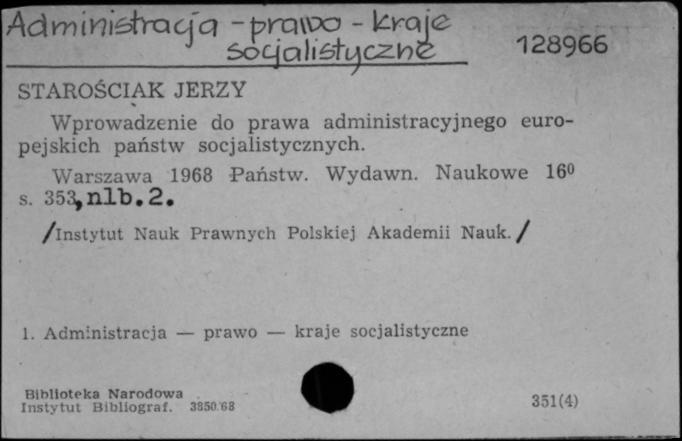 Administracja - prawo - kraje
socjalistyczne
128966
STAROŚCIAK JERZY
Wprowadzenie do prawa administracyjnego euro-
pejskich państw socjalistycznych.
Warszawa 1968 Państw. Wydawn. Naukowe 16⁰
s. 353, nlb. 2.
/Instytut Nauk Prawnych Polskiej Akademii Nauk./
1. Administracja — prawo — kraje socjalistyczne
Biblioteka Narodowa
Instytut Bibliograf. 3850/68
351(4)